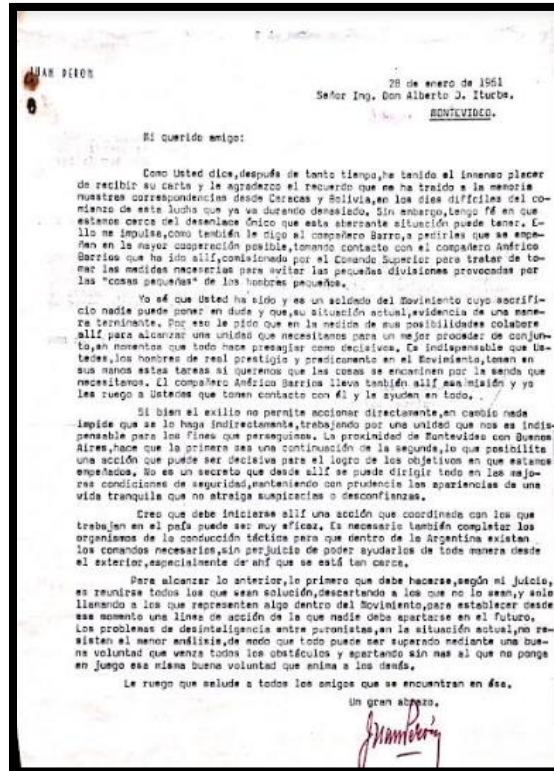 JUAN PERON
28 de enero de 1961
Señor Ing. Don Alberto J. Iturbe.
MONTEVIDEO.
Mi querido amigo:
Como Usted dice,después de tanto tiempo,he tenido el inmenso placer
de recibir su carta y le agradezco el recuerdo que me ha traido a la memoria
nuestras correspondencias desde Caracas y Bolivia,en los dias difíciles del co-
mienzo de esta lucha que ya va durando demasiado. Sin embargo,tengo fé en que
estamos cerca del desenlace único que esta aberrante situación puede tener. E-
llo me impulsa,como también le digo al compañero Barro,a pedirles que se empe-
ñen en la mayor cooperación posible,tomando contacto con el compañero Américo
Barrios que ha ido allí,comisionado por el Comando Superior para tratar de to-
mar las medidas necesarias para evitar las pequeñas divisiones provocadas por
las "cosas pequeñas" de los hombres pequeños.
Yo sé que Usted ha sido y es un soldado del Movimiento cuyo sacrifi-
cio nadie puede poner en duda y que,su situación actual,evidencia de una mane-
ra terminante. Por eso le pido que en la medida de sus posibilidades colabore
allí para alcanzar una unidad que necesitamos para un mejor proceder de conjun-
to,en momentos que todo hace presagiar como decisivos. Es indispensable que Us-
tedes,los hombres de real prestigio y predicamento en el Movimiento,tomen en
sus manos estas tareas si queremos que las cosas se encaminen por la senda que
necesitamos. El compañero Américo Barrios lleva también allí esa misión y yo
les ruego a Ustedes que tomen contacto con él y le ayuden en todo.
Si bien el exilio no permite accionar directamente,en cambio nada
impide que se lo haga indirectamente,trabajando por una unidad que nos es indis-
pensable para los fines que perseguimos. La proximidad de Montevideo con Buenos
Aires,hace que la primera sea una continuación de la segunda,lo que posibilita
una acción que puede ser decisiva para el logro de los objetivos en que estamos
empeñados. No es un secreto que desde allí se puede dirigir todo en las mejo-
res condiciones de seguridad,manteniendo con prudencia las apariencias de una
vida tranquila que no atraiga suspicacias o desconfianzas.
Creo que debe iniciarse allí una acción que coordinada con los que
trabajan en el país puede ser muy eficaz. Es necesario también completar los
organismos de la conducción táctica para que dentro de la Argentina existan
los comandos necesarios,sin perjuicio de poder ayudarlos de toda manera desde
el exterior,especialmente de ahí que se está tan cerca.
Para alcanzar lo anterior,lo primero que debe hacerse,según mi juicio,
es reunirse todos los que sean solución,descartando a los que no lo sean,y solo
llamando a los que representen algo dentro del Movimiento,para establecer desde
ese momento una linea de acción de la que nadie deba apartarse en el futuro.
Los problemas de desinteligencia entre peronistas,en la situación actual,no re-
sisten el menor análisis,de modo que todo puede ser superado mediante una bue-
na voluntad que venza todos los obstáculos y apartando sin mas al que no ponga
en juego esa misma buena voluntad que anima a los demás.
Le ruego que salude a todos los amigos que se encuentran en ésa.
Un gran abrazo.
Juan Perón